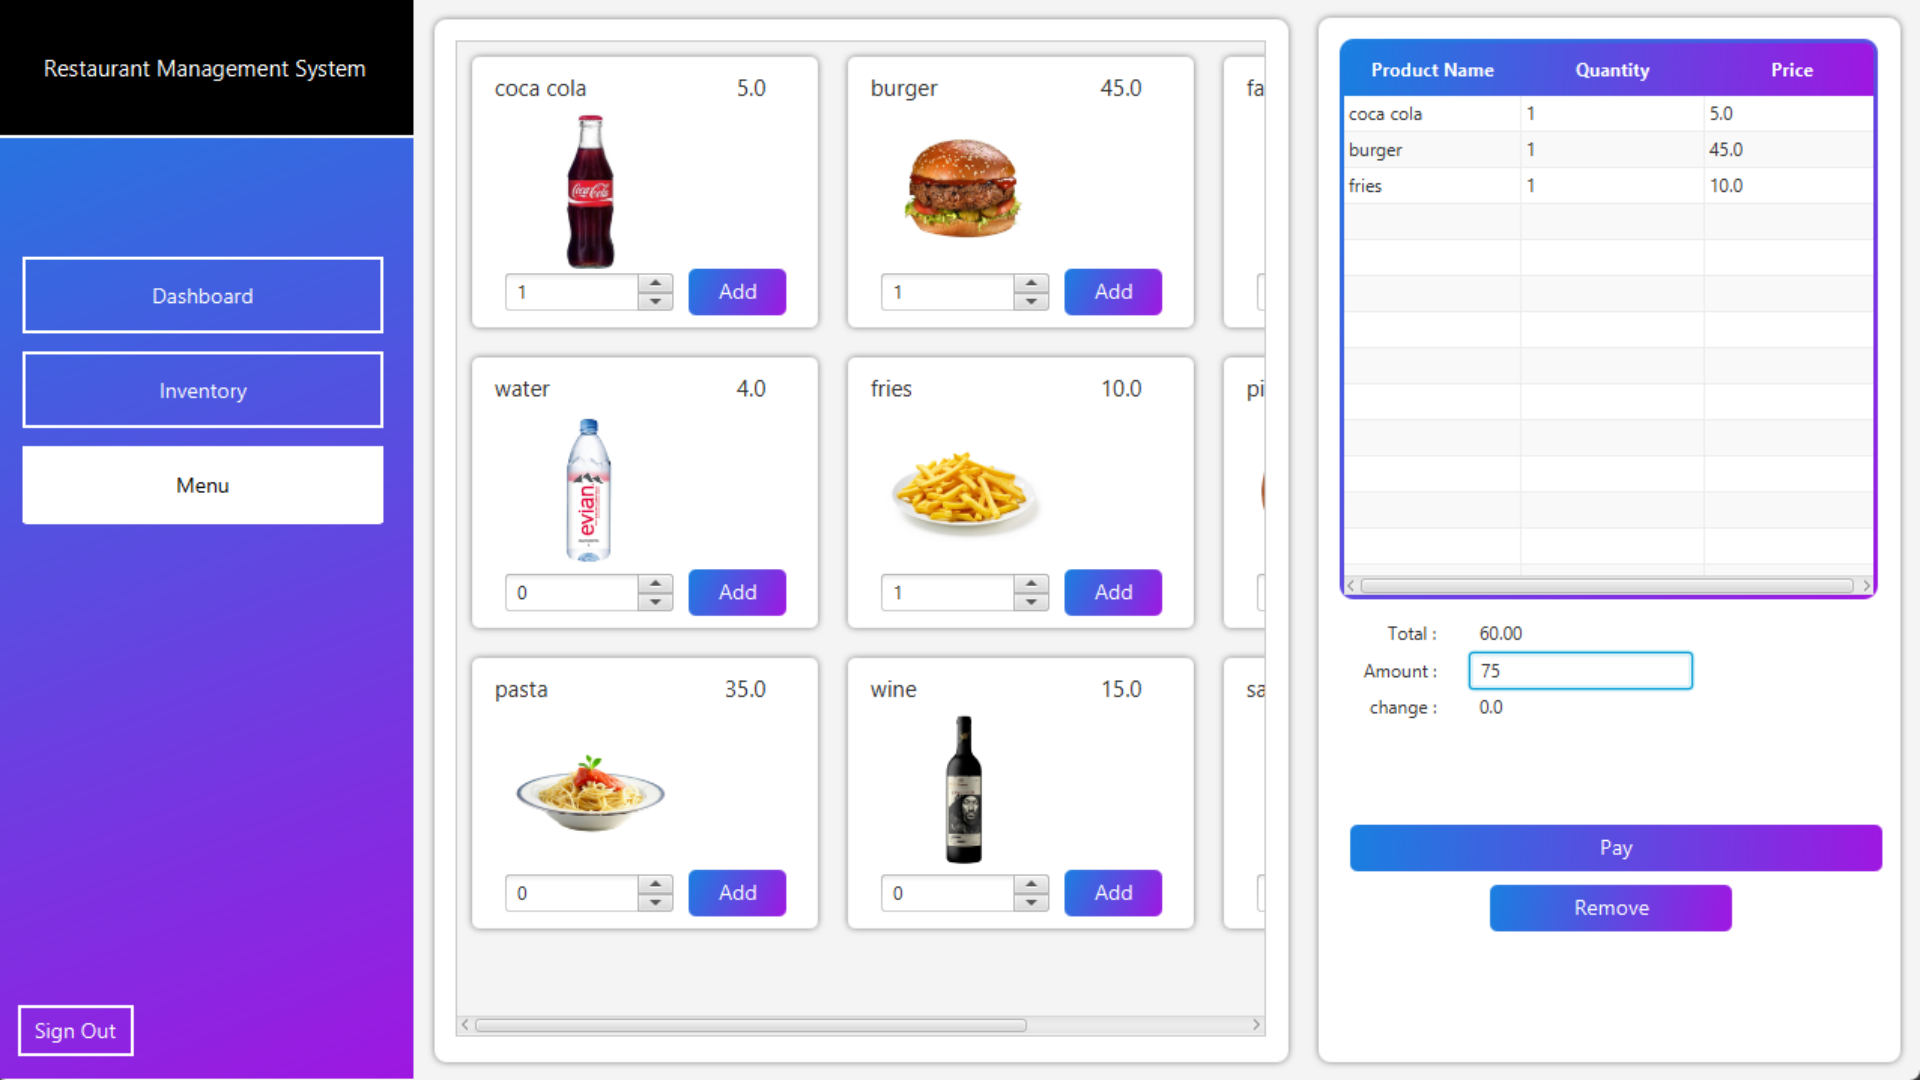 Restaurant Management System
Dashboard
Inventory
Menu
Sign Out
coca cola 5.0
Coca-Cola
1 Add
burger 45.0
1 Add
fa
water 4.0
evian
0 Add
fries 10.0
1 Add
pi
pasta 35.0
0 Add
wine 15.0
0 Add
sa
Product Name Quantity Price
coca cola 1 5.0
burger 1 45.0
fries 1 10.0
Total : 60.00
Amount : 75
change : 0.0
Pay
Remove